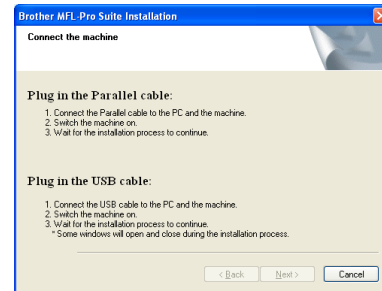 Brother MFL-Pro Suite Installation
Connect the machine
Plug in the Parallel cable:
1. Connect the Parallel cable to the PC and the machine.
2. Switch the machine on.
3. Wait for the installation process to continue.
Plug in the USB cable:
1. Connect the USB cable to the PC and the machine.
2. Switch the machine on.
3. Wait for the installation process to continue.
* Some windows will open and close during the installation process.
< Back Next > Cancel